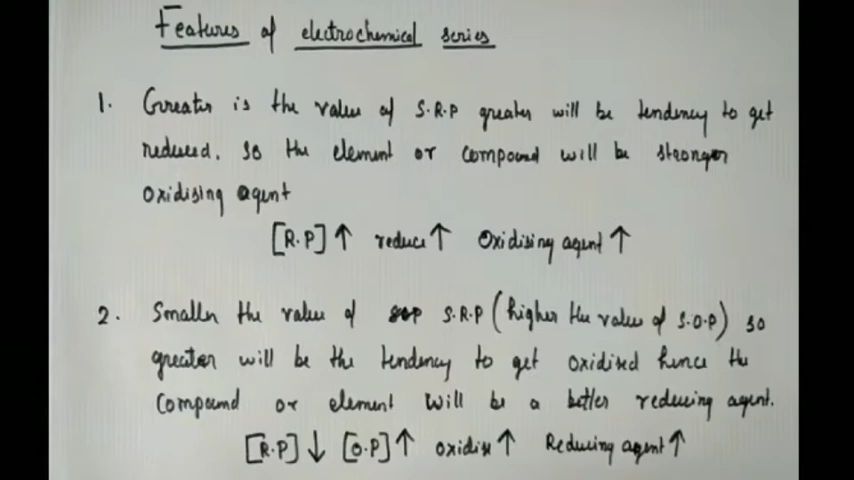 Features of electrochemical series
1. Greater is the value of S.R.P greater will be tendency to get
reduced. so the element or compound will be stronger
oxidising agent
[R.P]↑ reduce↑ Oxidising agent↑
2. Smaller the value of S.R.P (higher the value of S.O.P) so
greater will be the tendency to get oxidised hence the
compound or element will be a better reducing agent.
[R.P]↓ [O.P]↑ oxidise↑ Reducing agent↑